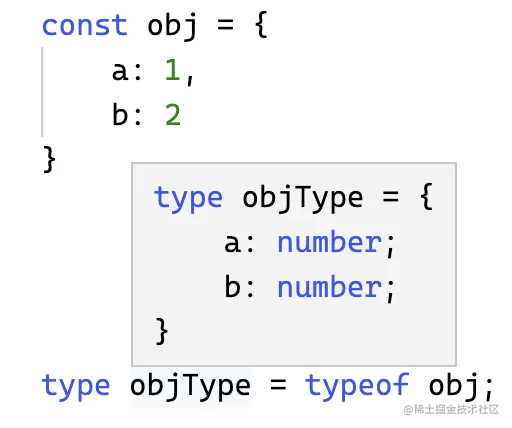 const obj = {
    a: 1,
    b: 2
}
type objType = {
    a: number;
    b: number;
}
type objType = typeof obj;
@稀土掘金技术社区